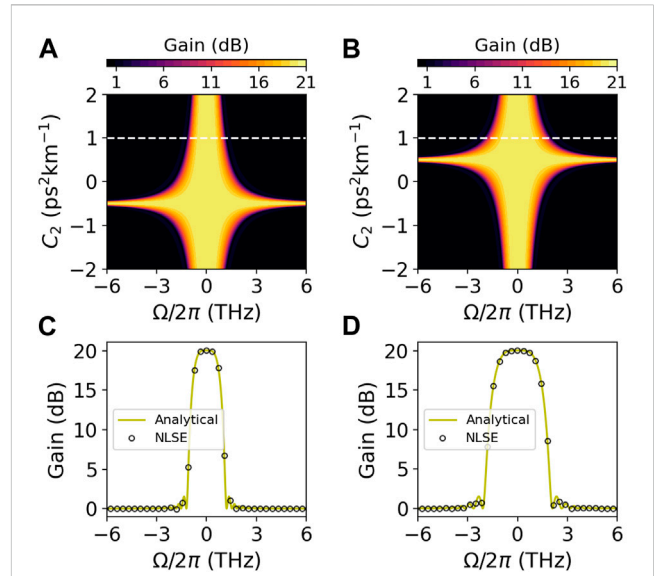 A
Gain (dB)
1 6 11 16 21
2
1
0
−1
−2
C₂ (ps²km⁻¹)
−6 −3 0 3 6
Ω/2π (THz)
B
Gain (dB)
1 6 11 16 21
2
1
0
−1
−2
C₂ (ps²km⁻¹)
−6 −3 0 3 6
Ω/2π (THz)
C
20
15
10
5
0
Gain (dB)
Analytical
NLSE
−6 −3 0 3 6
Ω/2π (THz)
D
20
15
10
5
0
Gain (dB)
Analytical
NLSE
−6 −3 0 3 6
Ω/2π (THz)